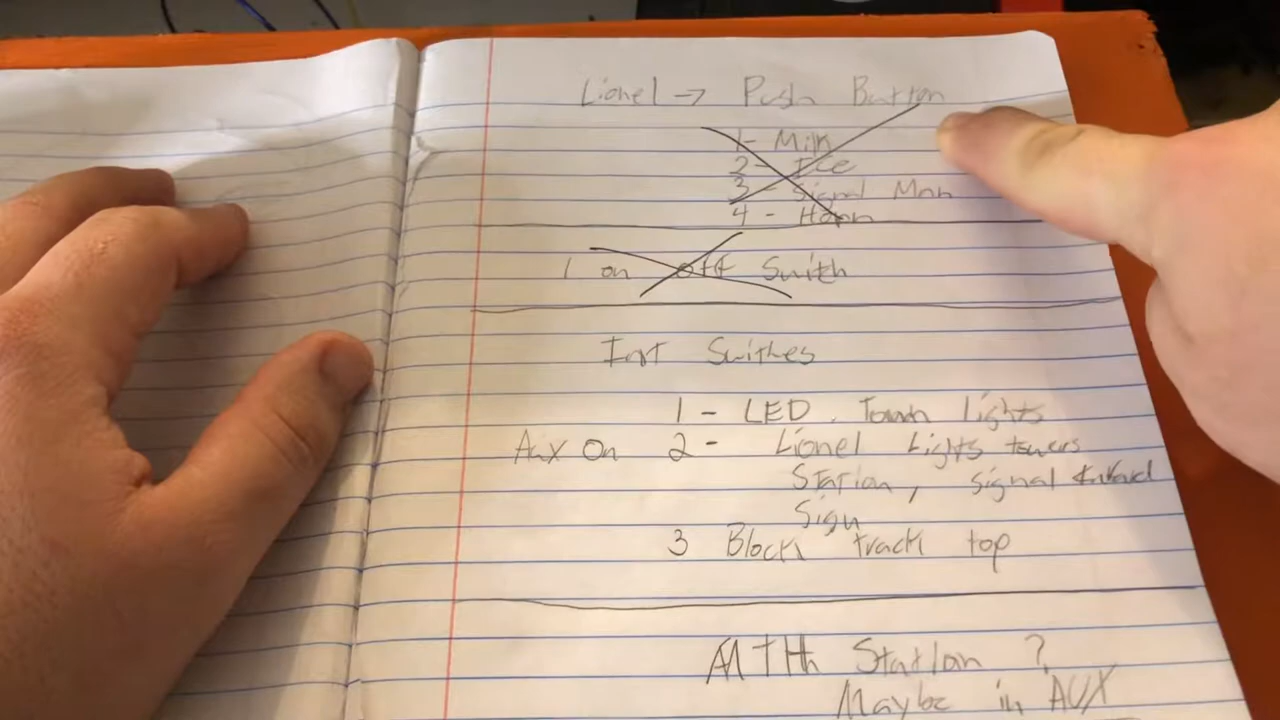 Lionel → Push Button
1- Milk
2- Ice
3- Signal Man
4 - Horn
1 on off Swith
Swithes
1 - LED. Town Lights
Aux On 2 - Lionel Lights towers
Station, Signal
Sign
3 Block track top
MTH Station ?
Maybe in AUX